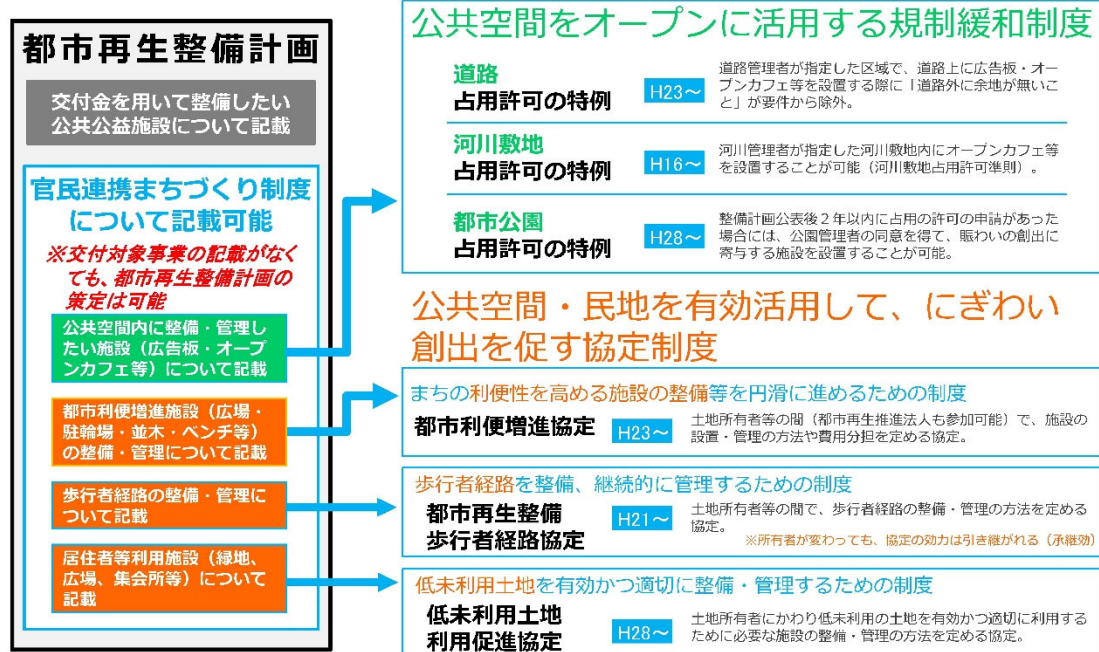 都市再生整備計画
交付金を用いて整備したい
公共公益施設について記載
官民連携まちづくり制度
について記載可能
※交付対象事業の記載がなく
ても、都市再生整備計画の
策定は可能
公共空間内に整備・管理し
たい施設（広告板・オープ
ンカフェ等）について記載
都市利便増進施設（広場・
駐輪場・並木・ベンチ等）
の整備・管理について記載
歩行者経路の整備・管理に
ついて記載
居住者等利用施設（緑地、
広場、集会所等）について
記載
公共空間をオープンに活用する規制緩和制度
道路
占用許可の特例
H23～
道路管理者が指定した区域で、道路上に広告板・オー
プンカフェ等を設置する際に「道路外に余地が無いこ
と」が要件から除外。
河川敷地
占用許可の特例
H16～
河川管理者が指定した河川敷地内にオープンカフェ等
を設置することが可能（河川敷地占用許可準則）。
都市公園
占用許可の特例
H28～
整備計画公表後２年以内に占用の許可の申請があった
場合には、公園管理者の同意を得て、賑わいの創出に
寄与する施設を設置することが可能。
公共空間・民地を有効活用して、にぎわい
創出を促す協定制度
まちの利便性を高める施設の整備等を円滑に進めるための制度
都市利便増進協定
H23～
土地所有者等の間（都市再生推進法人も参加可能）で、施設の
設置・管理の方法や費用分担を定める協定。
歩行者経路を整備、継続的に管理するための制度
都市再生整備
歩行者経路協定
H21～
土地所有者等の間で、歩行者経路の整備・管理の方法を定める
協定。
※所有者が変わっても、協定の効力は引き継がれる（承継効）
低未利用土地を有効かつ適切に整備・管理するための制度
低未利用土地
利用促進協定
H28～
土地所有者にかわり低未利用の土地を有効かつ適切に利用する
ために必要な施設の整備・管理の方法を定める協定。